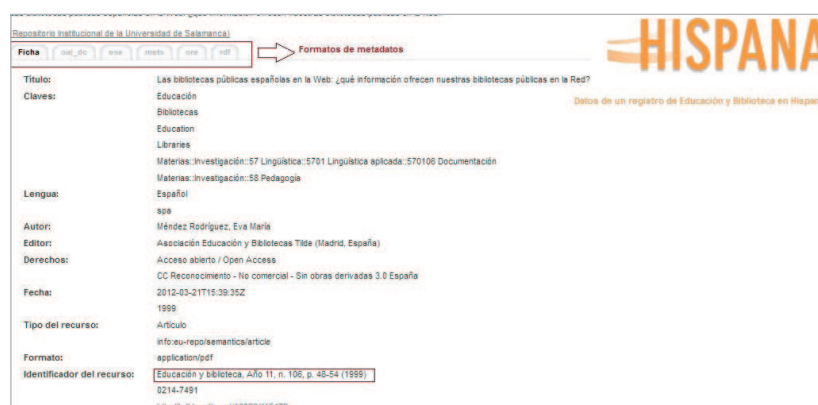 (Repositorio Institucional de la Universidad de Salamanca)
Ficha oai_dc ese mets ore rdf
Formatos de metadatos
HISPANA
Datos de un registro de Educación y Biblioteca en Hispan
Título: Las bibliotecas públicas españolas en la Web: ¿qué información ofrecen nuestras bibliotecas públicas en la Red?
Claves: Educación
Bibliotecas
Education
Libraries
Materias::Investigación::57 Lingüística::5701 Lingüística aplicada::570106 Documentación
Materias::Investigación::58 Pedagogía
Lengua: Español
spa
Autor: Méndez Rodríguez, Eva María
Editor: Asociación Educación y Bibliotecas Tilde (Madrid, España)
Derechos: Acceso abierto / Open Access
CC Reconocimiento - No comercial - Sin obras derivadas 3.0 España
Fecha: 2012-03-21T15:39:35Z
1999
Tipo del recurso: Artículo
info:eu-repo/semantics/article
Formato: application/pdf
Identificador del recurso: Educación y biblioteca, Año 11, n. 106, p. 48-54 (1999)
0214-7491